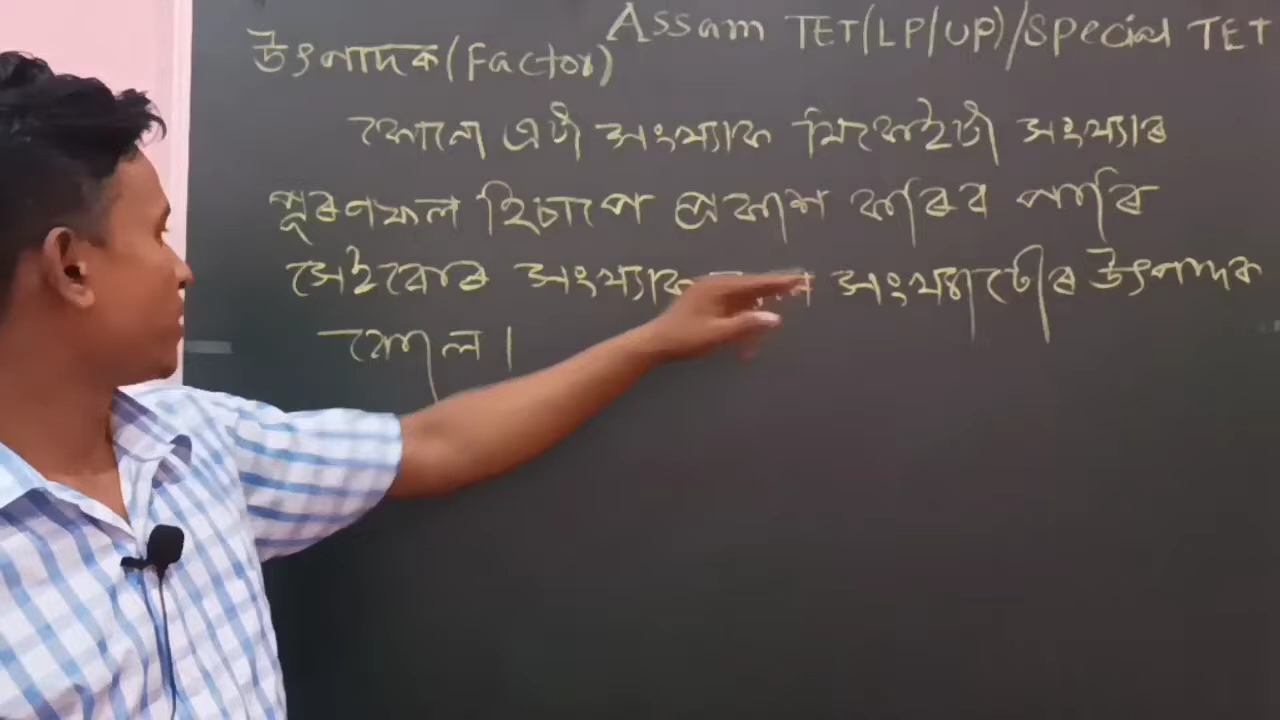 Assam TET(LP/UP)/Special TET
উৎপাদক(Factor)
কোনো এটা সংখ্যাক যিকেইটা সংখ্যাৰ
পূৰণফল হিচাপে প্ৰকাশ কৰিব পাৰি
সেইবোৰ সংখ্যাক সংখ্যাটোৰ উৎপাদক
বোলে।